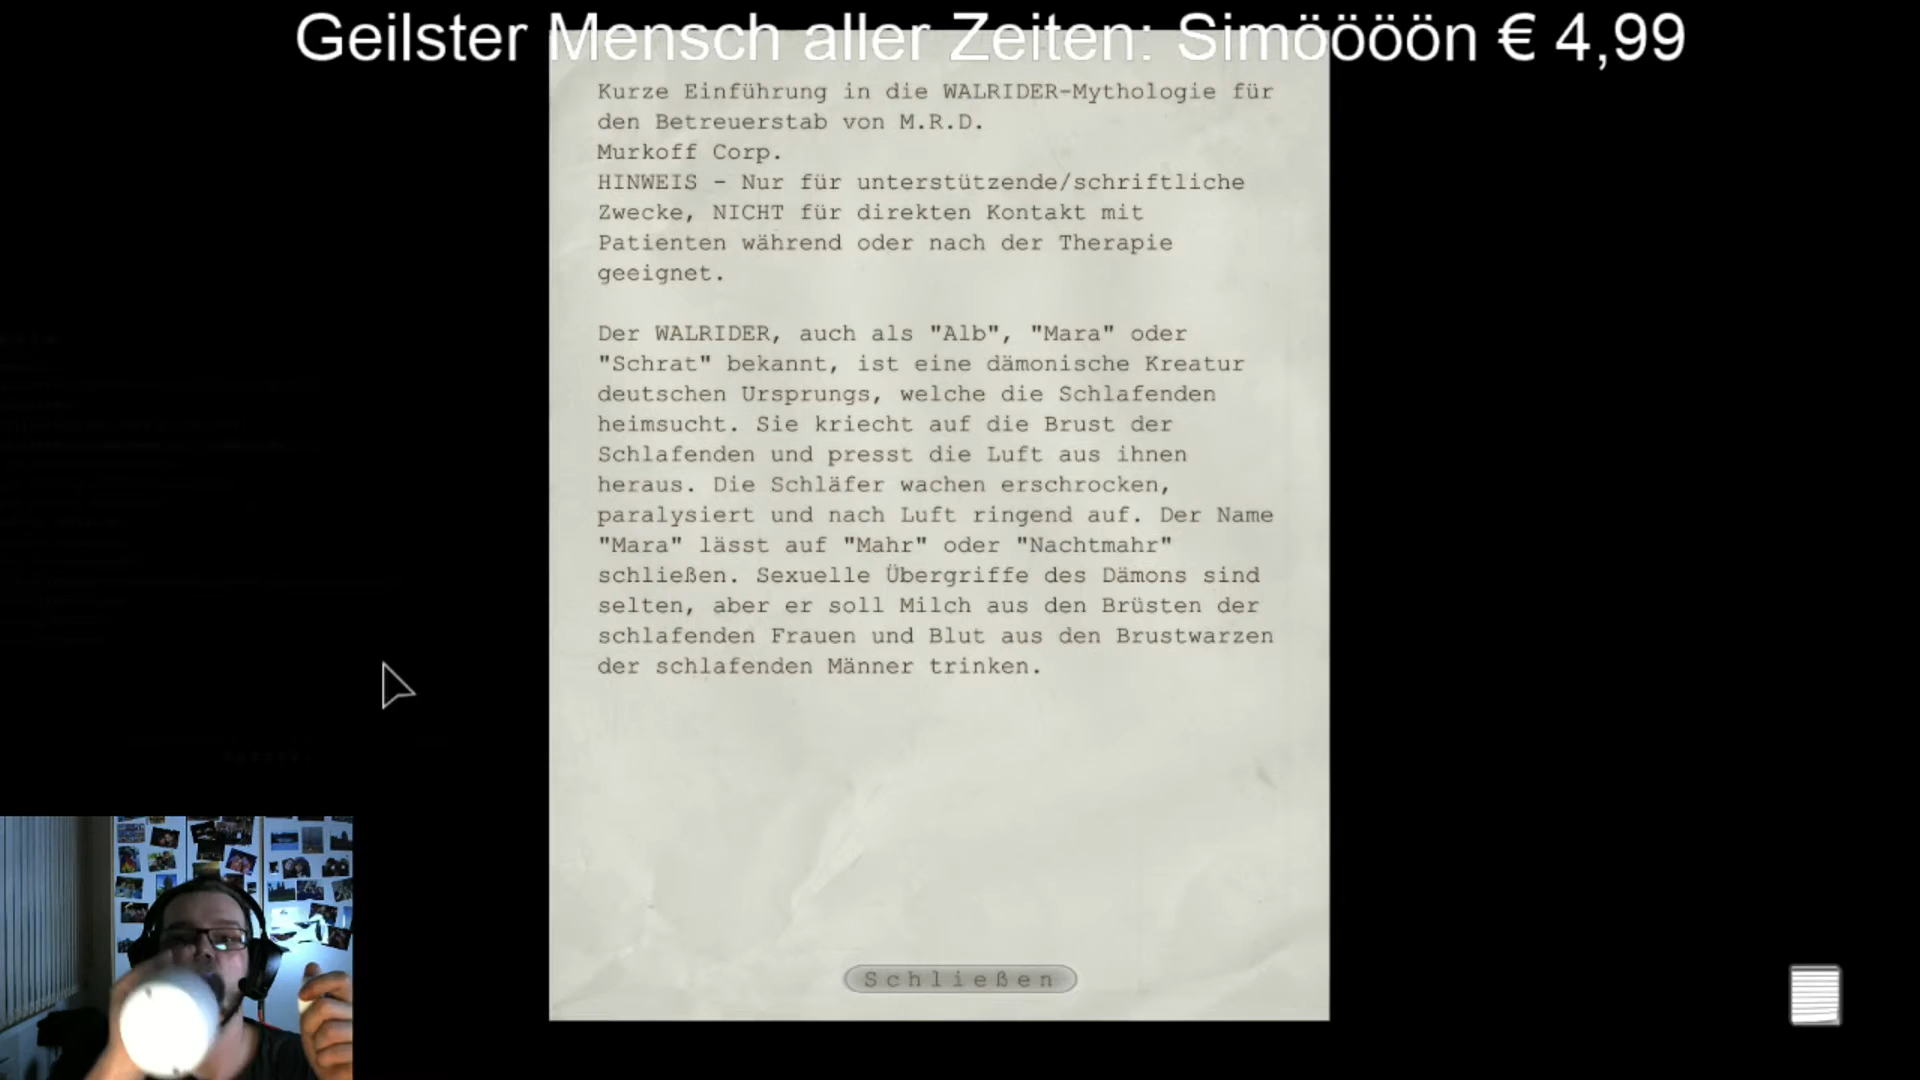 Geilster Mensch aller Zeiten: Simööööön € 4,99
Kurze Einführung in die WALRIDER-Mythologie für
den Betreuerstab von M.R.D.
Murkoff Corp.
HINWEIS - Nur für unterstützende/schriftliche
Zwecke, NICHT für direkten Kontakt mit
Patienten während oder nach der Therapie
geeignet.
Der WALRIDER, auch als "Alb", "Mara" oder
"Schrat" bekannt, ist eine dämonische Kreatur
deutschen Ursprungs, welche die Schlafenden
heimsucht. Sie kriecht auf die Brust der
Schlafenden und presst die Luft aus ihnen
heraus. Die Schläfer wachen erschrocken,
paralysiert und nach Luft ringend auf. Der Name
"Mara" lässt auf "Mahr" oder "Nachtmahr"
schließen. Sexuelle Übergriffe des Dämons sind
selten, aber er soll Milch aus den Brüsten der
schlafenden Frauen und Blut aus den Brustwarzen
der schlafenden Männer trinken.
Schließen